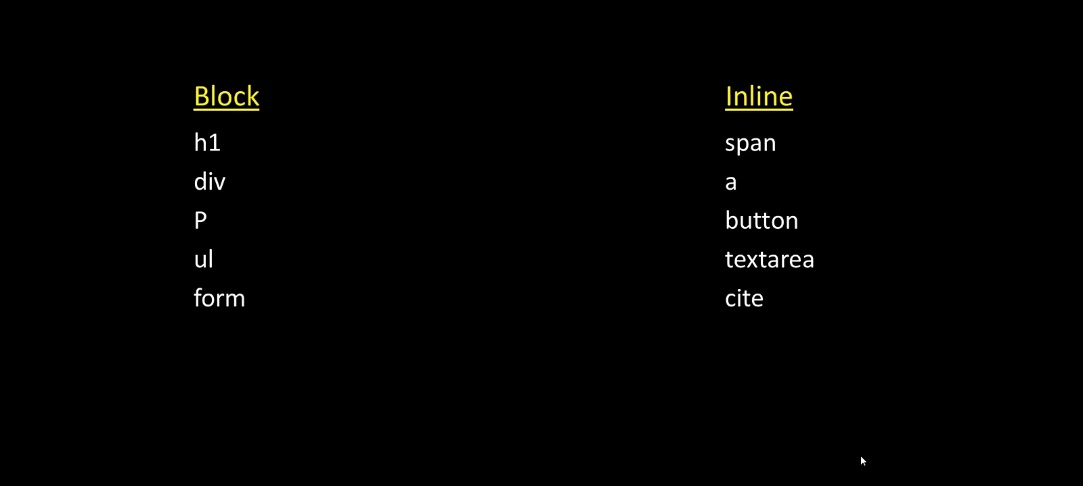 Block
h1
div
P
ul
form
Inline
span
a
button
textarea
cite